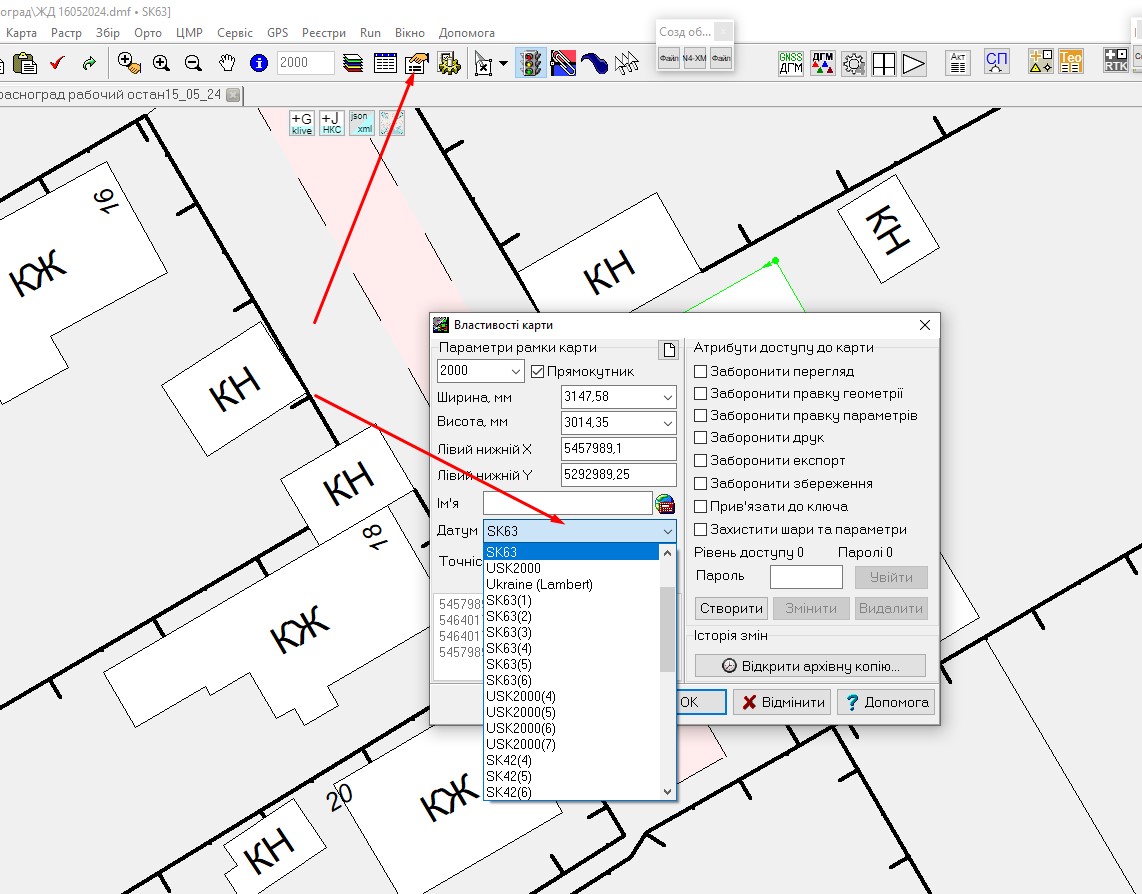 оград\ЖД 16052024.dmf • SK63]
Карта Растр Збір Орто ЦМР Сервіс GPS Реєстри Run Вікно Допомога
Созд об...
2000
Файл N4-XM Файл
GNSS ДГМ
ДГМ
Акт
СП
Teo
RTK
расноград рабочий остан15_05_24
+G klive
+J НКС
json xml
16
КЖ
КН
КН
КН
КН
18
КЖ
20
КЖ
КН
Властивості карти
Параметри рамки карти
2000 Прямокутник
Ширина, мм 3147,58
Висота, мм 3014,35
Лівий нижній X 5457989,1
Лівий нижній Y 5292989,25
Ім'я
Датум SK63
Точніс
545798
546401
546401
545798
SK63
USK2000
Ukraine (Lambert)
SK63(1)
SK63(2)
SK63(3)
SK63(4)
SK63(5)
SK63(6)
USK2000(4)
USK2000(5)
USK2000(6)
USK2000(7)
SK42(4)
SK42(5)
SK42(6)
Атрибути доступу до карти
Заборонити перегляд
Заборонити правку геометрії
Заборонити правку параметрів
Заборонити друк
Заборонити експорт
Заборонити збереження
Прив'язати до ключа
Захистити шари та параметри
Рівень доступу 0 Паролі 0
Пароль Увійти
Створити Змінити Видалити
Історія змін
Відкрити архівну копію...
OK Відмінити Допомога